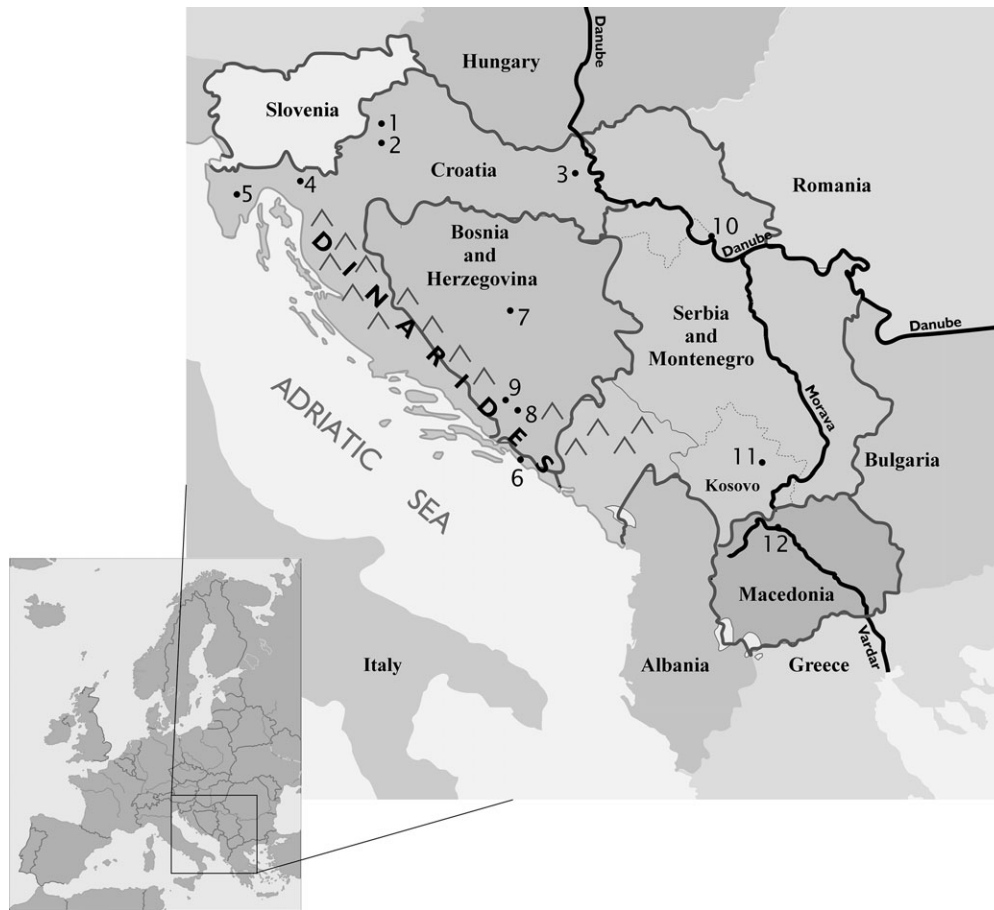 Danube
Hungary
Slovenia
1
2
Croatia
3
4
5
Romania
Bosnia
and
Herzegovina
10
Danube
DINARIDES
7
Serbia
and
Montenegro
Danube
Morava
ADRIATIC
SEA
9
8
6
11
Kosovo
Bulgaria
12
Macedonia
Vardar
Italy
Albania
Greece